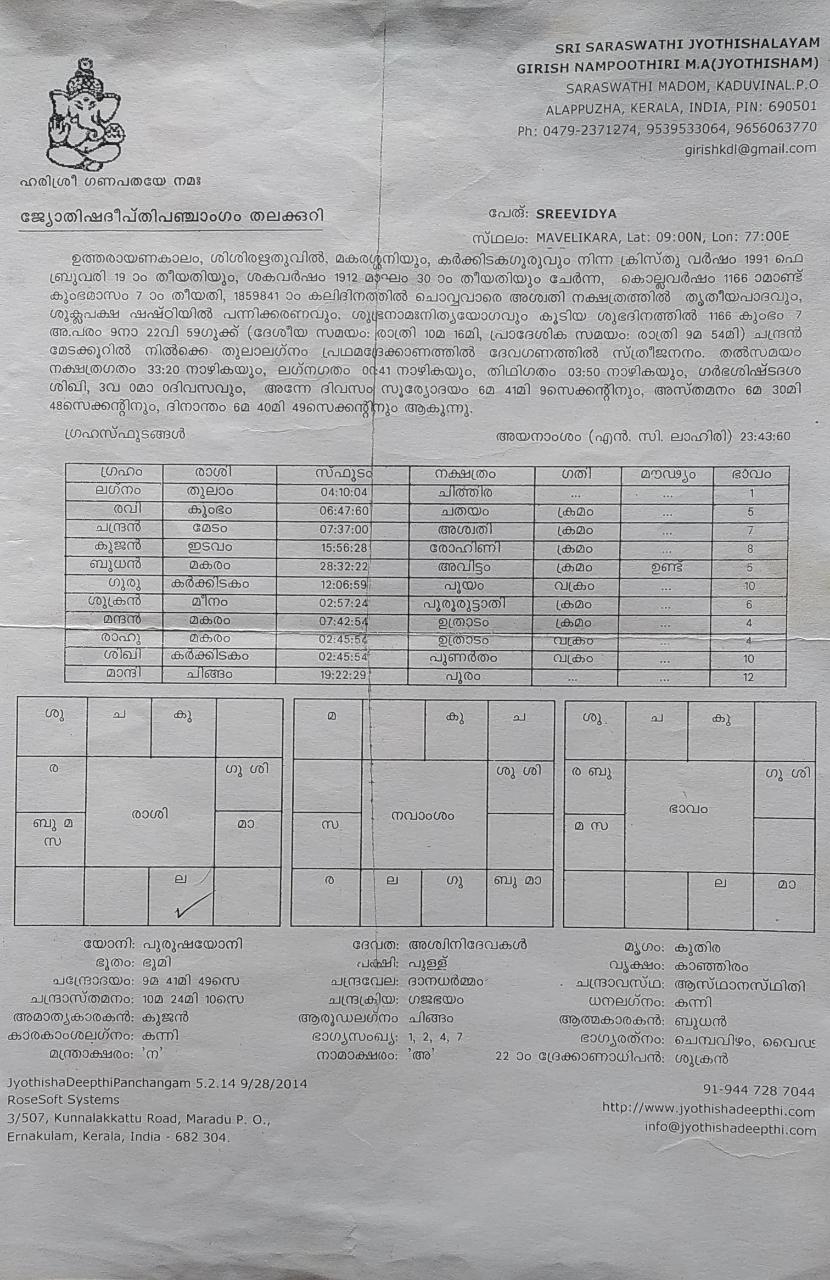 SRI SARASWATHI JYOTHISHALAYAM
GIRISH NAMPOOTHIRI M.A(JYOTHISHAM)
SARASWATHI MADOM, KADUVINAL.P.O
ALAPPUZHA, KERALA, INDIA, PIN: 690501
Ph: 0479-2371274, 9539533064, 9656063770
girishkdl@gmail.com
ഹരിശ്രീ ഗണപതയേ നമഃ
ജ്യോതിഷദീപ്തിപഞ്ചാംഗം തലക്കുറി
പേര്: SREEVIDYA
സ്ഥലം: MAVELIKARA, Lat: 09:00N, Lon: 77:00E
ഉത്തരായണകാലം, ശിശിരഋതുവിൽ, മകരശ്ശനിയും, കർക്കിടകഗുരുവും നിന്ന ക്രിസ്തു വർഷം 1991 ഫെ
ബ്രുവരി 19 ാം തീയതിയും, ശകവർഷം 1912 മാഘം 30 ാം തീയതിയും ചേർന്ന, കൊല്ലവർഷം 1166 ാമാണ്ട്
കുംഭമാസം 7 ാം തീയതി, 1859841 ാം കലിദിനത്തിൽ ചൊവ്വവാരെ അശ്വതി നക്ഷത്രത്തിൽ തൃതീയപാദവും,
ശുക്ലപക്ഷ ഷഷ്ഠിയിൽ പന്നിക്കരണവും, ശുഭനാമഃനിത്യയോഗവും കൂടിയ ശുഭദിനത്തിൽ 1166 കുംഭം 7
അ.പരം 9നാ 22വി 59ഗുക്ക് (ദേശീയ സമയം: രാത്രി 10മ 16മി, പ്രാദേശിക സമയം: രാത്രി 9മ 54മി) ചന്ദ്രൻ
മേടക്കൂറിൽ നിൽക്കെ തുലാലഗ്നം പ്രഥമദ്രേക്കാണത്തിൽ ദേവഗണത്തിൽ സ്ത്രീജനനം. തൽസമയം
നക്ഷത്രഗതം 33:20 നാഴികയും, ലഗ്നഗതം 00:41 നാഴികയും, തിഥിഗതം 03:50 നാഴികയും, ഗർഭശിഷ്ടദശ
ശിഖി, 3വ 0മാ 0ദിവസവും, അന്നേ ദിവസം സൂര്യോദയം 6മ 41മി 9സെക്കന്റിനും, അസ്തമനം 6മ 30മി
48സെക്കന്റിനും, ദിനാന്തം 6മ 40മി 49സെക്കന്റിനും ആകുന്നു.
ഗ്രഹസ്ഫുടങ്ങൾ
അയനാംശം (എൻ. സി. ലാഹിരി) 23:43:60
ഗ്രഹം രാശി സ്ഫുടം നക്ഷത്രം ഗതി മൗഢ്യം ഭാവം
ലഗ്നം തുലാം 04:10:04 ചിത്തിര ... ... 1
രവി കുംഭം 06:47:60 ചതയം ക്രമം ... 5
ചന്ദ്രൻ മേടം 07:37:00 അശ്വതി ക്രമം ... 7
കുജൻ ഇടവം 15:56:28 രോഹിണി ക്രമം ... 8
ബുധൻ മകരം 28:32:22 അവിട്ടം ക്രമം ഉണ്ട് 5
ഗുരു കർക്കിടകം 12:06:59 പൂയം വക്രം ... 10
ശുക്രൻ മീനം 02:57:24 പൂരുരുട്ടാതി ക്രമം ... 6
മന്ദൻ മകരം 07:42:54 ഉത്രാടം ക്രമം ... 4
രാഹു മകരം 02:45:54 ഉത്രാടം വക്രം ... 4
ശിഖി കർക്കിടകം 02:45:54 പുണർതം വക്രം ... 10
മാന്ദി ചിങ്ങം 19:22:29 പൂരം ... ... 12
ശു ച കു
ര ഗു ശി
രാശി
ബു മ
സ
മാ
ല
മ കു ച
ശു ശി
നവാംശം
സ
ര ല ഗു ബു മാ
ശു ച കു
ര ബു ഗു ശി
ഭാവം
മ സ
ല മാ
യോനി: പുരുഷയോനി ദേവത: അശ്വിനിദേവകൾ മൃഗം: കുതിര
ഭൂതം: ഭൂമി പക്ഷി: പുള്ള് വൃക്ഷം: കാഞ്ഞിരം
ചന്ദ്രോദയം: 9മ 41മി 49സെ ചന്ദ്രവേല: ദാനധർമ്മം ചന്ദ്രാവസ്ഥ: ആസ്ഥാനസ്ഥിതി
ചന്ദ്രാസ്തമനം: 10മ 24മി 10സെ ചന്ദ്രക്രിയ: ഗജഭയം ധനലഗ്നം: കന്നി
അമാത്യകാരകൻ: കുജൻ ആരൂഡലഗ്നം ചിങ്ങം ആത്മകാരകൻ: ബുധൻ
കാരകാംശലഗ്നം: കന്നി ഭാഗ്യസംഖ്യ: 1, 2, 4, 7 ഭാഗ്യരത്നം: ചെമ്പവിഴം, വൈഡൂ
മന്ത്രാക്ഷരം: 'ന' നാമാക്ഷരം: 'അ' 22 ാം ദ്രേക്കാണാധിപൻ: ശുക്രൻ
JyothishaDeepthiPanchangam 5.2.14 9/28/2014
RoseSoft Systems
3/507, Kunnalakkattu Road, Maradu P. O.,
Ernakulam, Kerala, India - 682 304.
91-944 728 7044
http://www.jyothishadeepthi.com
info@jyothishadeepthi.com